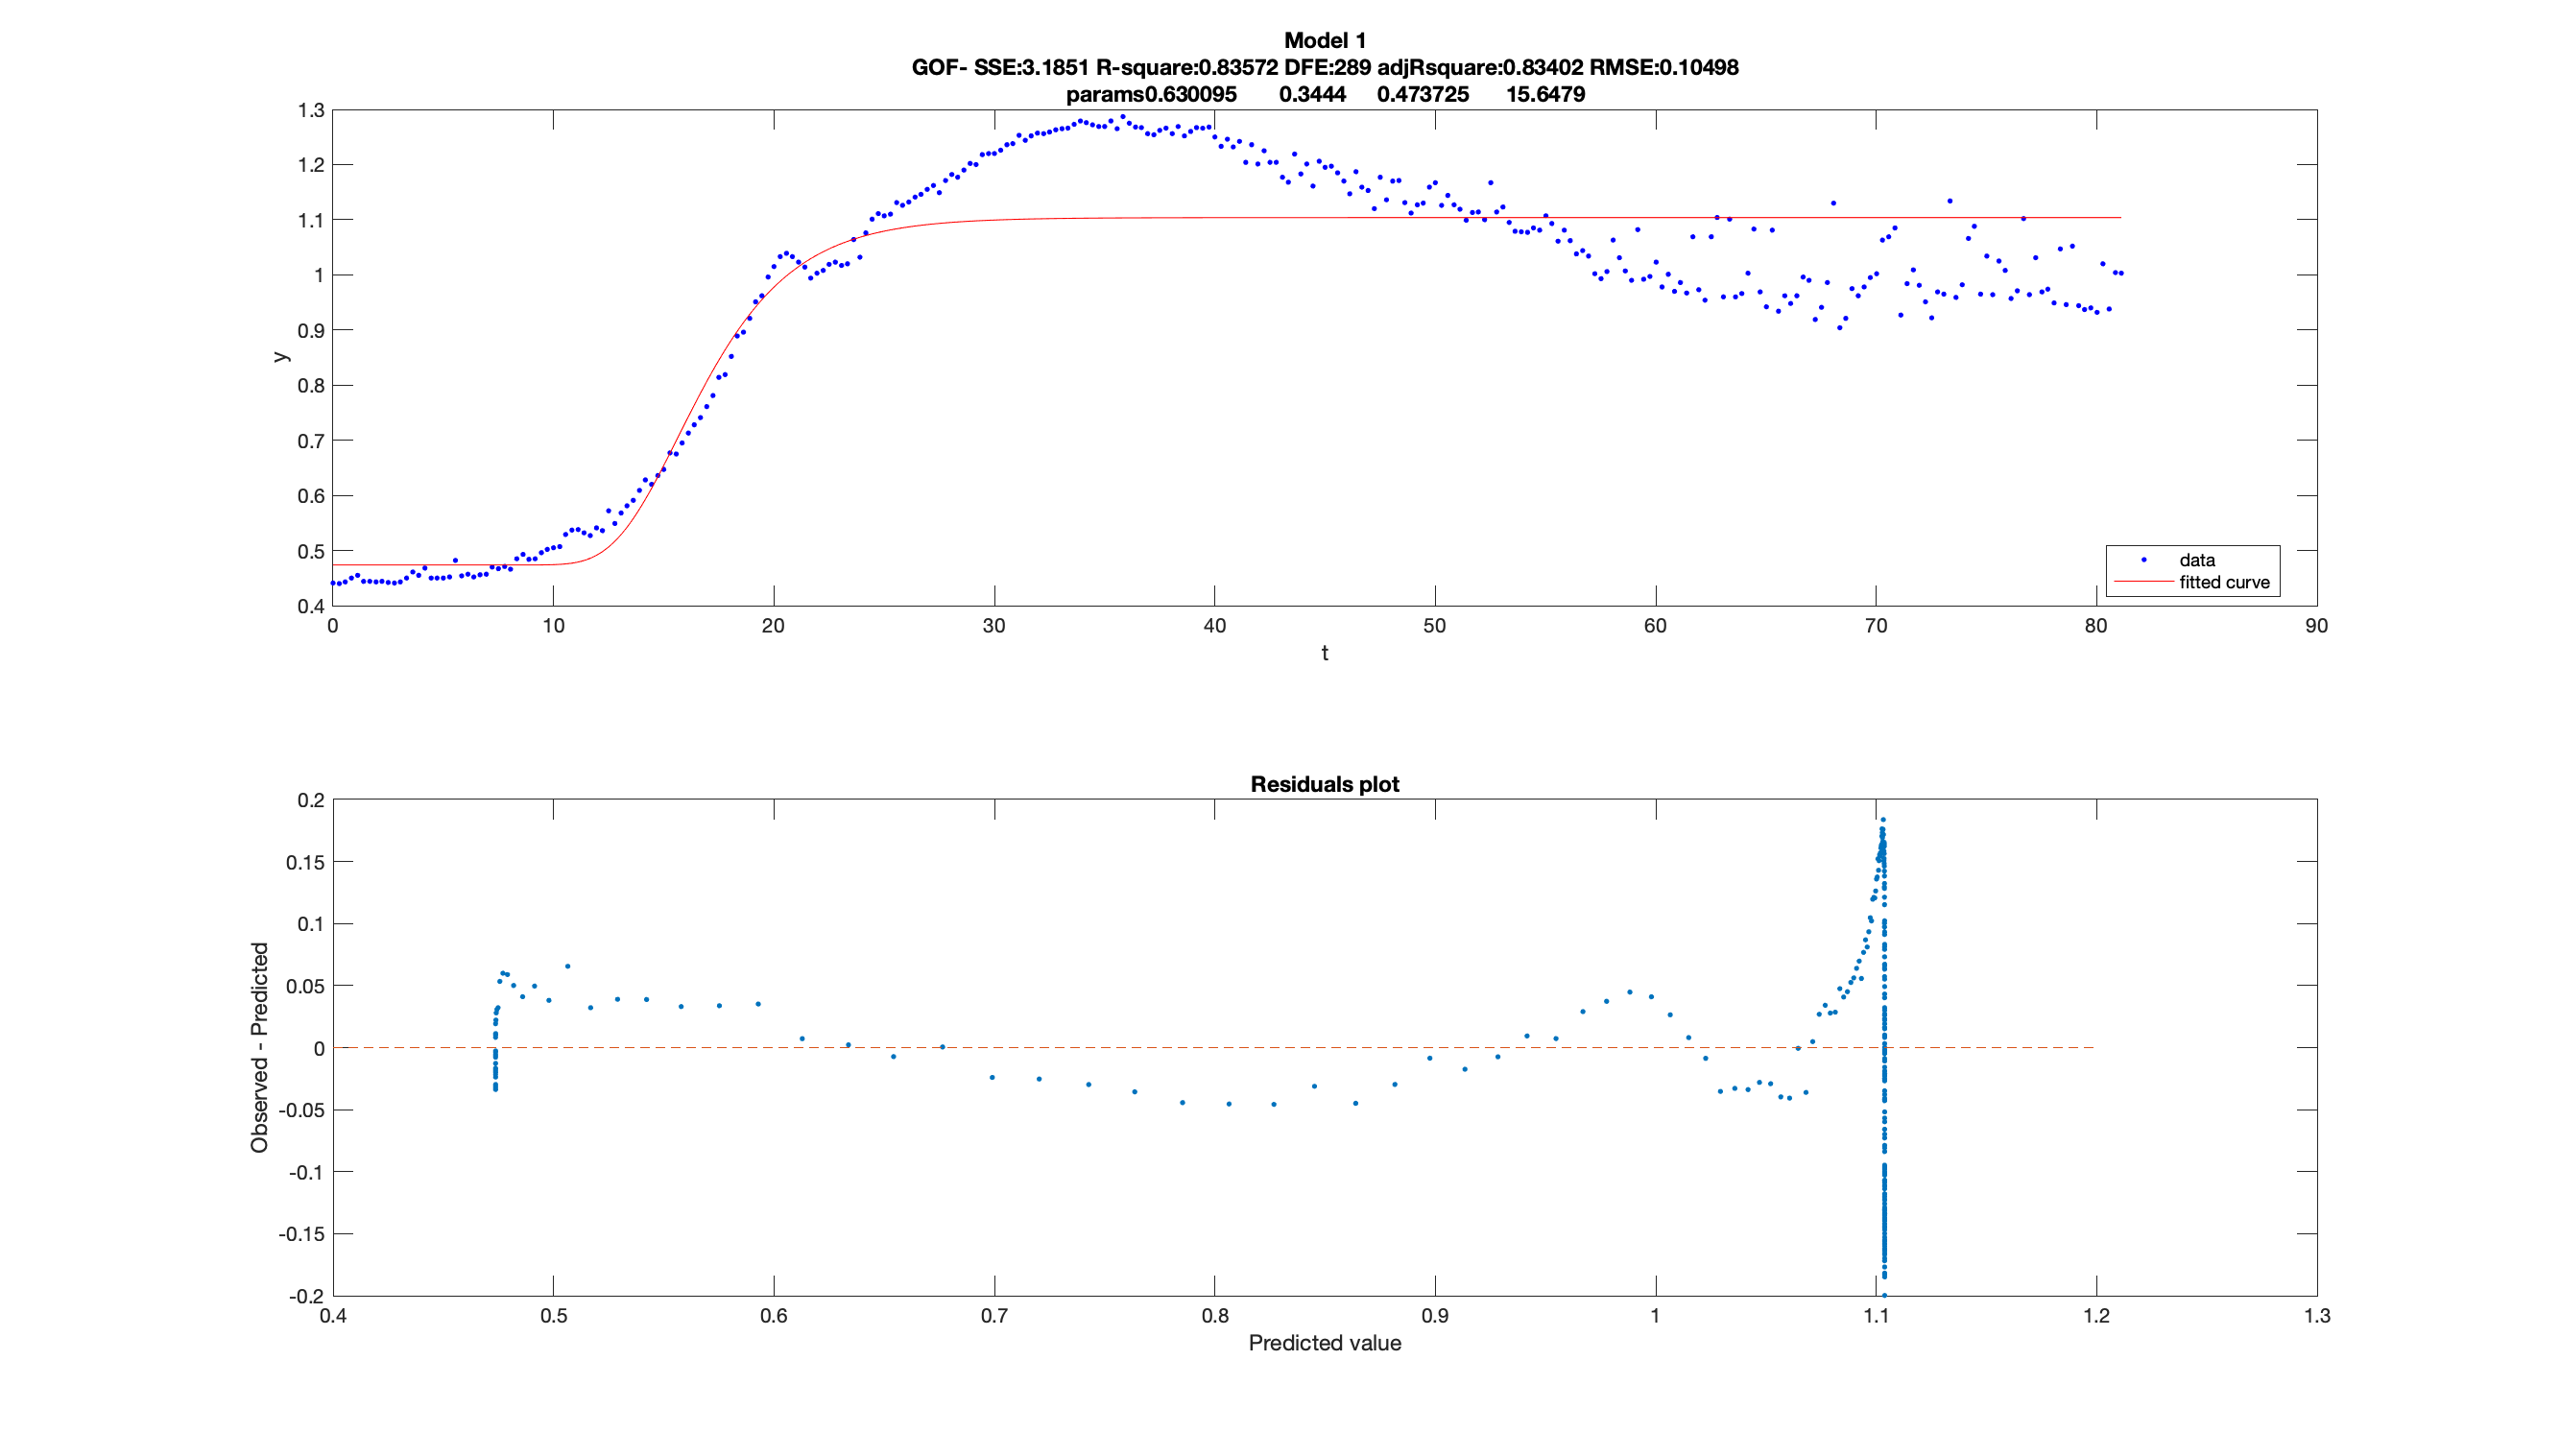 Model 1
GOF- SSE:3.1851 R-square:0.83572 DFE:289 adjRsquare:0.83402 RMSE:0.10498
params0.630095 0.3444 0.473725 15.6479
1.3
1.2
1.1
1
0.9
0.8
0.7
0.6
0.5
0.4
y
0 10 20 30 40 50 60 70 80 90
t
data
fitted curve
Residuals plot
0.2
0.15
0.1
0.05
0
-0.05
-0.1
-0.15
-0.2
Observed - Predicted
0.4 0.5 0.6 0.7 0.8 0.9 1 1.1 1.2 1.3
Predicted value